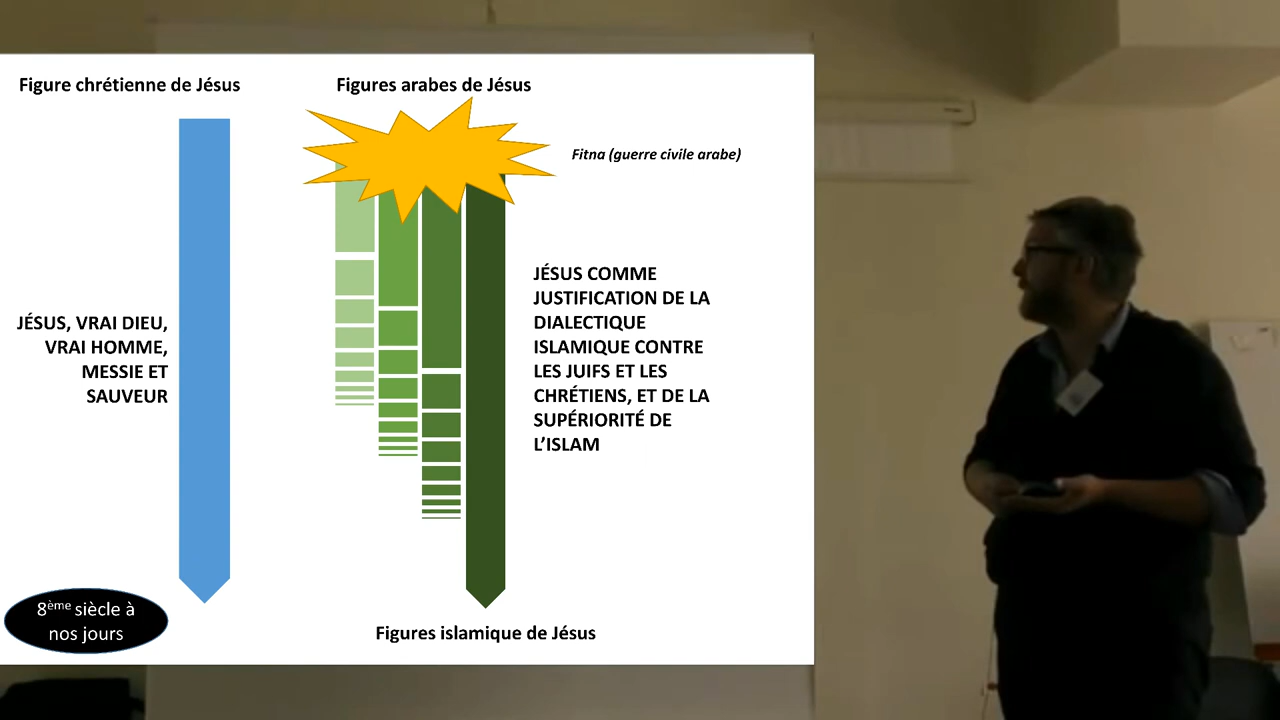 Figure chrétienne de Jésus
Figures arabes de Jésus
Fitna (guerre civile arabe)
JÉSUS, VRAI DIEU,
VRAI HOMME,
MESSIE ET
SAUVEUR
JÉSUS COMME
JUSTIFICATION DE LA
DIALECTIQUE
ISLAMIQUE CONTRE
LES JUIFS ET LES
CHRÉTIENS, ET DE LA
SUPÉRIORITÉ DE
L’ISLAM
8ème siècle à
nos jours
Figures islamique de Jésus